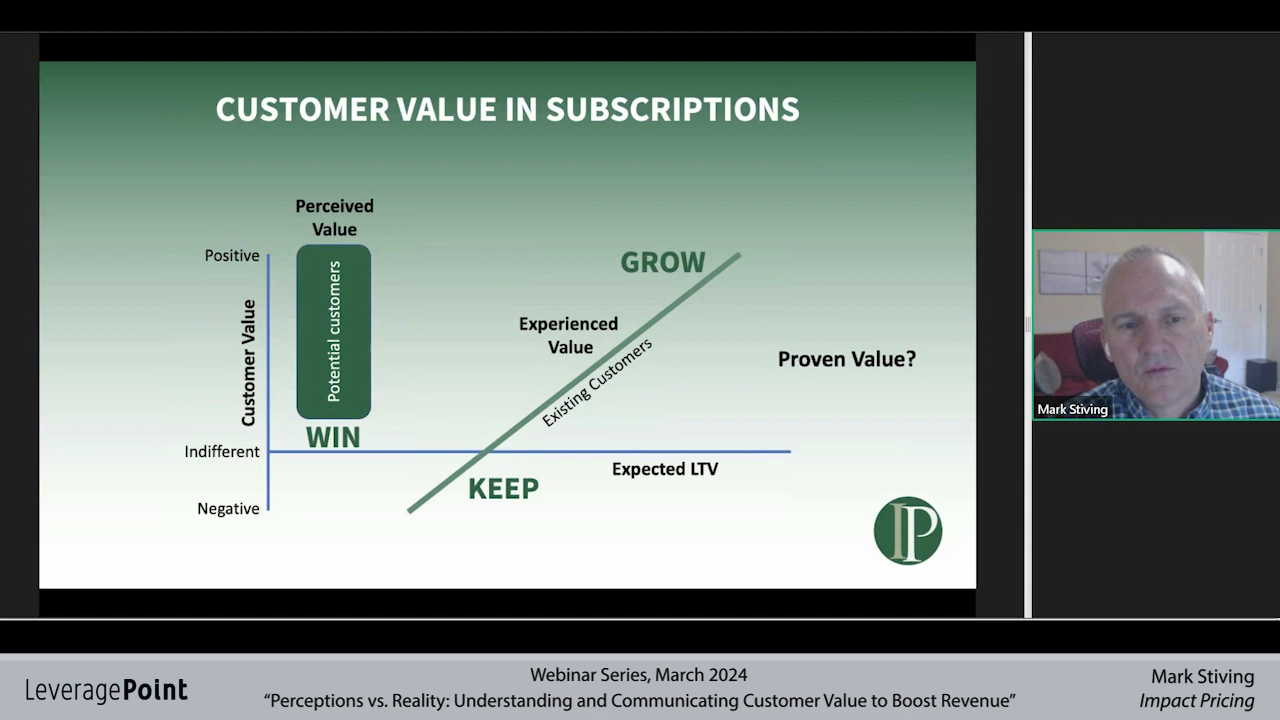 CUSTOMER VALUE IN SUBSCRIPTIONS
Perceived
Value
Positive
Customer Value
Indifferent
Negative
Potential customers
WIN
GROW
Experienced
Value
Existing Customers
KEEP
Expected LTV
Proven Value?
IP
Mark Stiving
LeveragePoint
Webinar Series, March 2024
“Perceptions vs. Reality: Understanding and Communicating Customer Value to Boost Revenue”
Mark Stiving
Impact Pricing